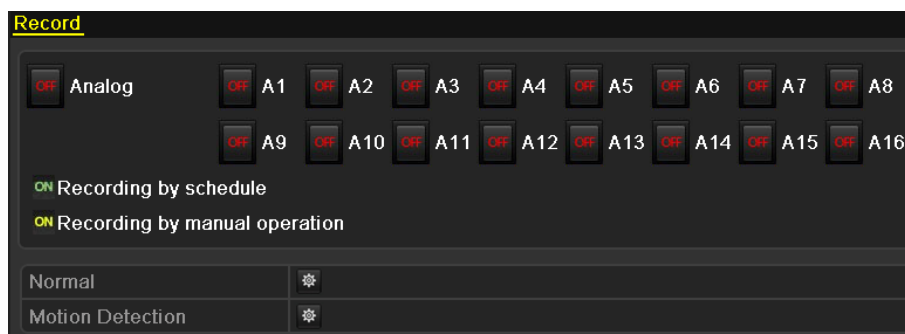 Record
OFF Analog OFF A1 OFF A2 OFF A3 OFF A4 OFF A5 OFF A6 OFF A7 OFF A8
OFF A9 OFF A10 OFF A11 OFF A12 OFF A13 OFF A14 OFF A15 OFF A16
ON Recording by schedule
ON Recording by manual operation
Normal
Motion Detection